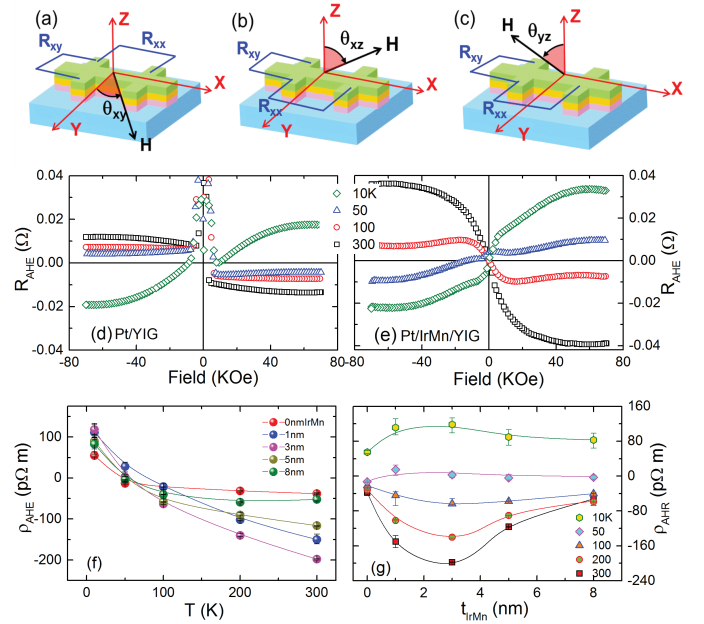 (a)
Z
R_xy
R_xx
X
Y
θ_xy
H
(b)
Z
θ_xz
H
R_xy
R_xx
X
Y
(c)
Z
H
θ_yz
R_xy
R_xx
X
Y
0.04
0.02
0.00
-0.02
-0.04
R_AHE (Ω)
10K
50
100
300
(d) Pt/YIG
-80 -40 0 40 80
Field (KOe)
(e) Pt/IrMn/YIG
0.04
0.02
0.00
-0.02
-0.04
R_AHE (Ω)
-80 -40 0 40 80
Field (KOe)
100
0
-100
-200
ρ_AHE (pΩ m)
0nmIrMn
1nm
3nm
5nm
8nm
(f)
0 100 200 300
T (K)
160
80
0
-80
-160
-240
ρ_AHR (pΩ m)
10K
50
100
200
300
(g)
0 2 4 6 8
t_IrMn (nm)